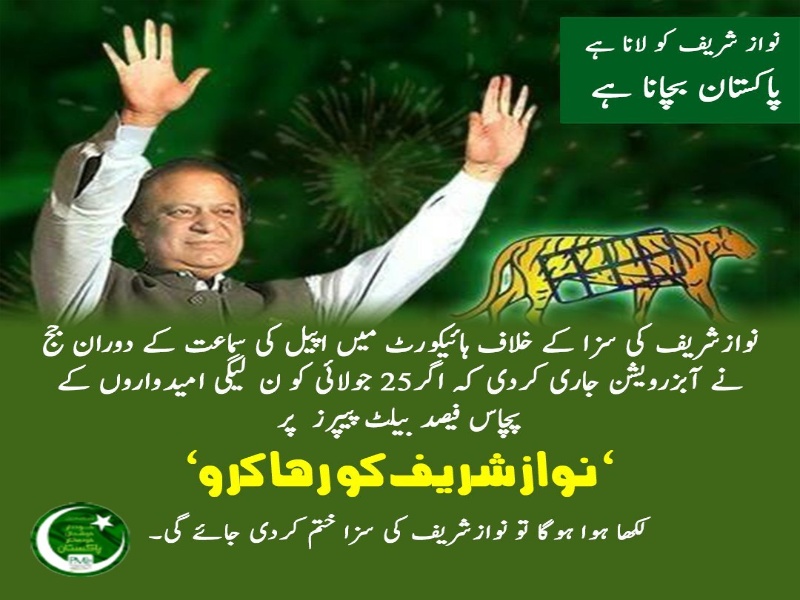 نواز شریف کو لانا ہے
پاکستان بچانا ہے
نوازشریف کی سزا کے خلاف ہائیکورٹ میں اپیل کی سماعت کے دوران جج
نے آبزرویشن جاری کردی کہ اگر 25 جولائی کو ن لیگی امیدواروں کے
پچاس فیصد بیلٹ پیپرز پر
‘نوازشریف کو رھا کرو‘
لکھا ہوا ہوگا تو نوازشریف کی سزا ختم کردی جائے گی۔
پاکستان